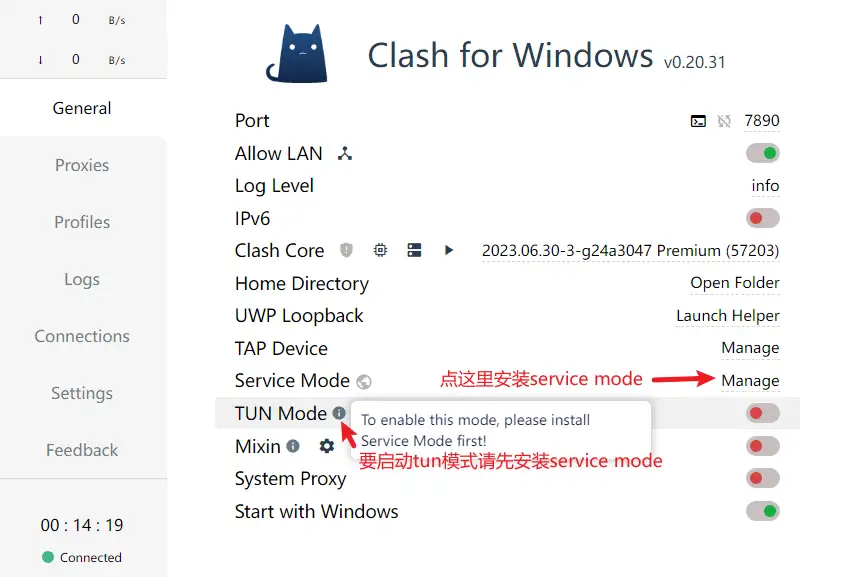 ↑ 0 B/s
↓ 0 B/s
General
Proxies
Profiles
Logs
Connections
Settings
Feedback
00 : 14 : 19
Connected
Clash for Windows v0.20.31
Port 7890
Allow LAN
Log Level info
IPv6
Clash Core 2023.06.30-3-g24a3047 Premium (57203)
Home Directory Open Folder
UWP Loopback Launch Helper
TAP Device Manage
Service Mode 点这里安装service mode Manage
TUN Mode
To enable this mode, please install
Service Mode first!
Mixin
要启动tun模式请先安装service mode
System Proxy
Start with Windows